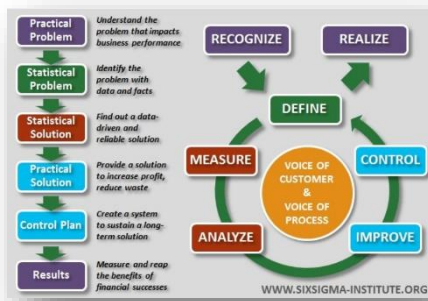 Practical
Problem
Understand the
problem that impacts
business performance
Statistical
Problem
Identify the
problem with
data and facts
Statistical
Solution
Find out a data-
driven and
reliable solution
Practical
Solution
Provide a solution
to increase profit,
reduce waste
Control Plan
Create a system
to sustain a long-
term solution
Results
Measure and reap
the benefits of
financial successes
RECOGNIZE
REALIZE
DEFINE
MEASURE
CONTROL
VOICE OF
CUSTOMER
&
VOICE OF
PROCESS
ANALYZE
IMPROVE
WWW.SIXSIGMA-INSTITUTE.ORG